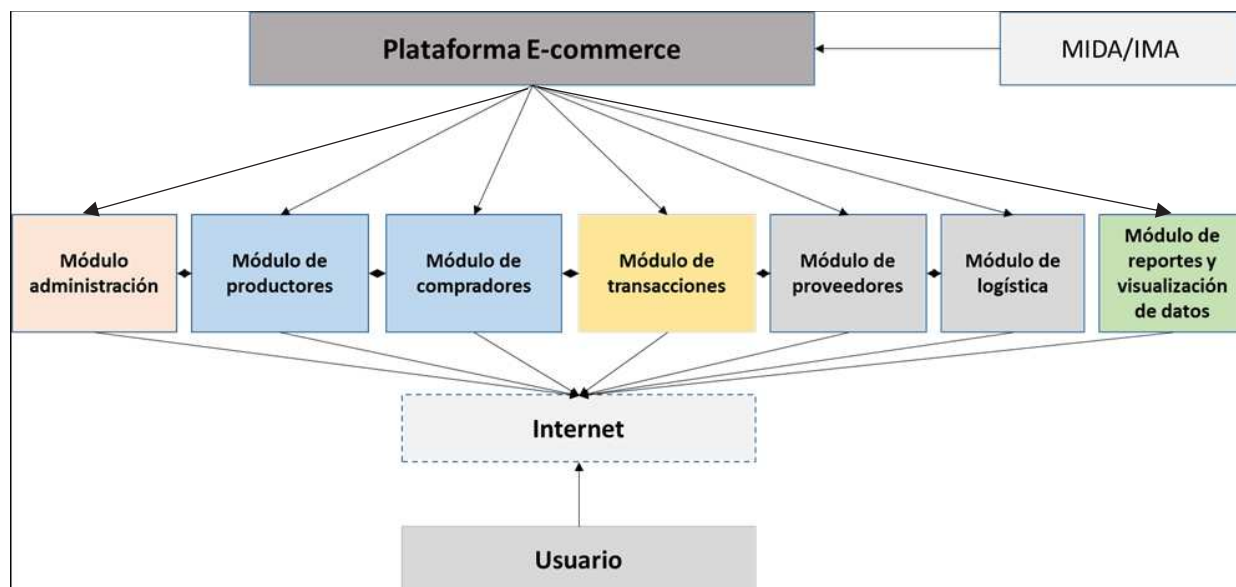 Plataforma E-commerce
MIDA/IMA
Módulo
administración
Módulo de
productores
Módulo de
compradores
Módulo de
transacciones
Módulo de
proveedores
Módulo de
logística
Módulo de
reportes y
visualización
de datos
Internet
Usuario